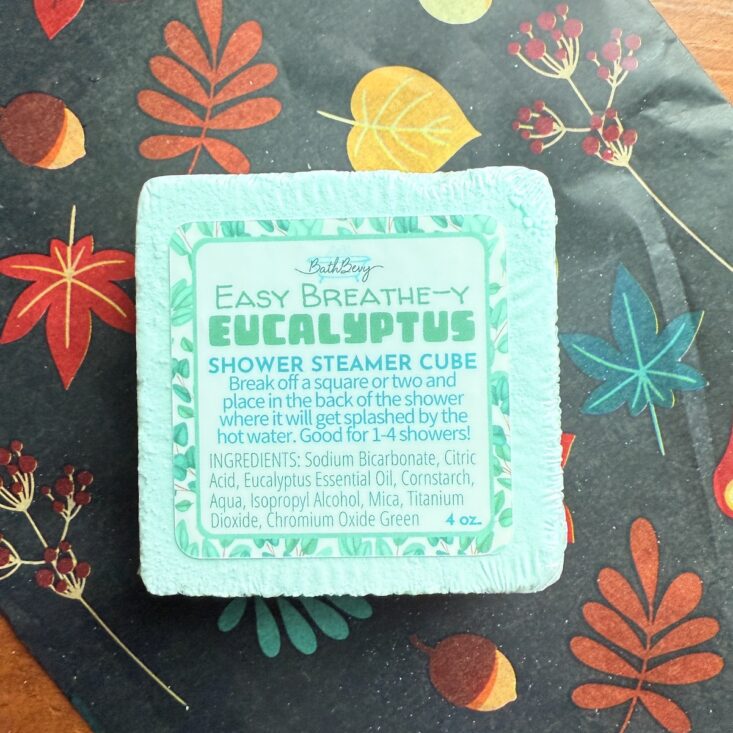 BathBevy
EASY BREATHE-Y
EUCALYPTUS
SHOWER STEAMER CUBE
Break off a square or two and
place in the back of the shower
where it will get splashed by the
hot water. Good for 1-4 showers!
INGREDIENTS: Sodium Bicarbonate, Citric
Acid, Eucalyptus Essential Oil, Cornstarch,
Aqua, Isopropyl Alcohol, Mica, Titanium
Dioxide, Chromium Oxide Green 4 oz.